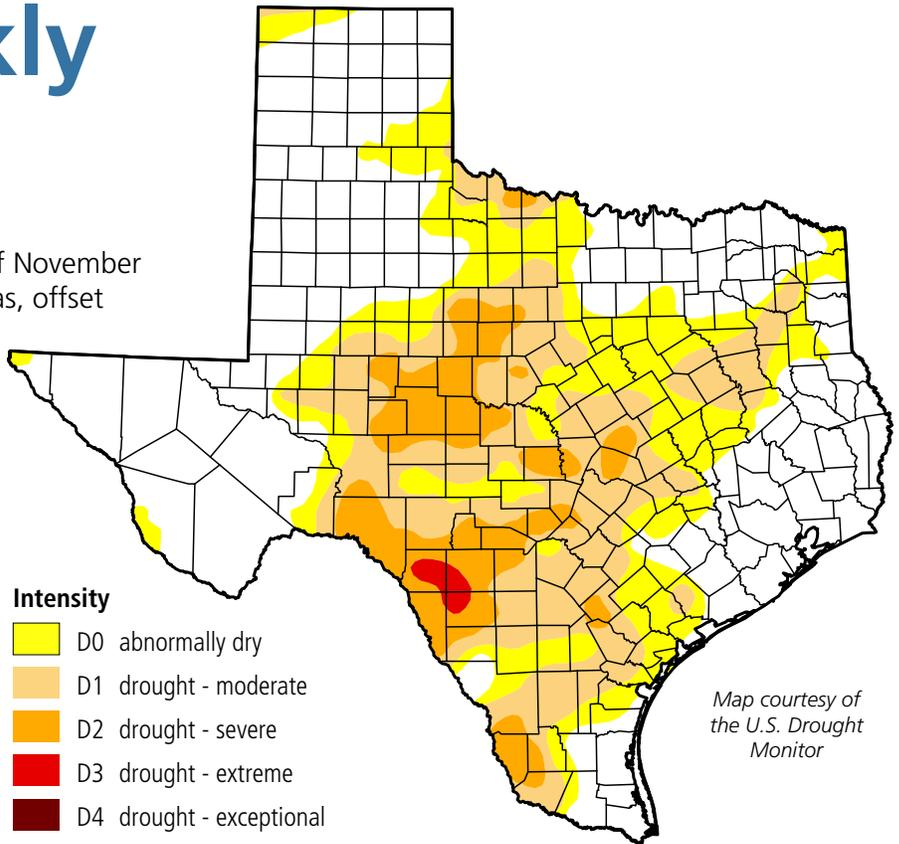 kly
f November
as, offset
Intensity
D0 abnormally dry
D1 drought - moderate
D2 drought - severe
D3 drought - extreme
D4 drought - exceptional
Map courtesy of
the U.S. Drought
Monitor